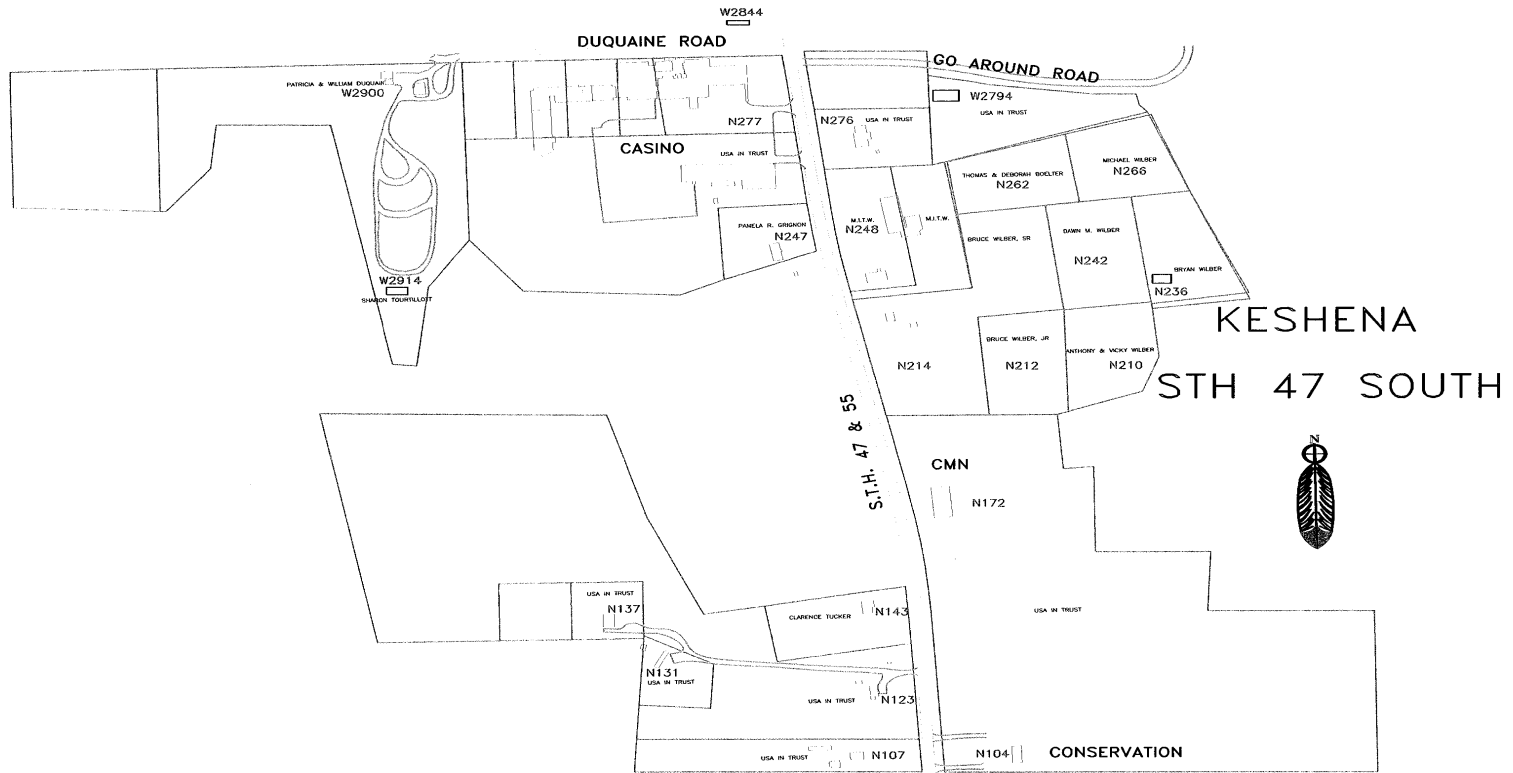 W2844
DUQUAINE ROAD
GO AROUND ROAD
PATRICIA & WILLIAM DUQUAIN
W2900
W2794
USA IN TRUST
N277
N276
USA IN TRUST
CASINO
USA IN TRUST
MICHAEL WILBER
N266
THOMAS & DEBORAH BOELTER
N262
PAMELA R. GRIGNON
N247
M.I.T.W.
N248
M.I.T.W.
BRUCE WILBER, SR
DAWN M. WILBER
N242
BRYAN WILBER
N236
W2914
SHARON TOURTILLOTT
KESHENA
STH 47 SOUTH
N214
BRUCE WILBER, JR
N212
ANTHONY & VICKY WILBER
N210
S.T.H. 47 & 55
N
CMN
N172
USA IN TRUST
N137
CLARENCE TUCKER
N143
USA IN TRUST
N131
USA IN TRUST
USA IN TRUST
N123
USA IN TRUST
N107
N104
CONSERVATION